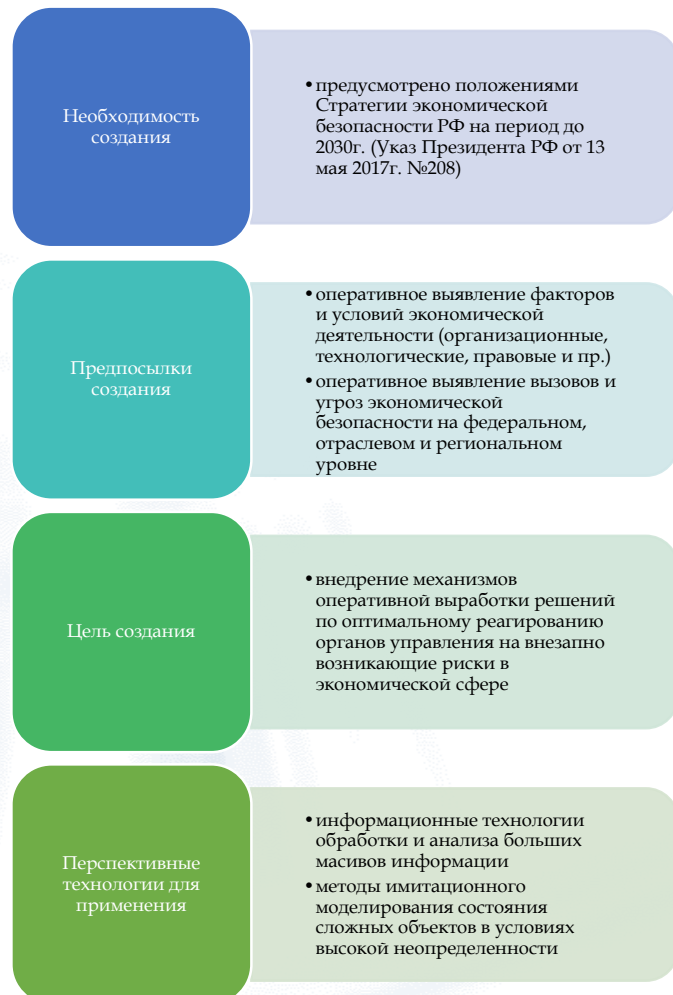 Необходимость
создания
•предусмотрено положениями
Стратегии экономической
безопасности РФ на период до
2030г. (Указ Президента РФ от 13
мая 2017г. №208)
Предпосылки
создания
•оперативное выявление факторов
и условий экономической
деятельности (организационные,
технологические, правовые и пр.)
•оперативное выявление вызовов и
угроз экономической
безопасности на федеральном,
отраслевом и региональном
уровне
Цель создания
•внедрение механизмов
оперативной выработки решений
по оптимальному реагированию
органов управления на внезапно
возникающие риски в
экономической сфере
Перспективные
технологии для
применения
•информационные технологии
обработки и анализа больших
масивов информации
•методы имитационного
моделирования состояния
сложных объектов в условиях
высокой неопределенности